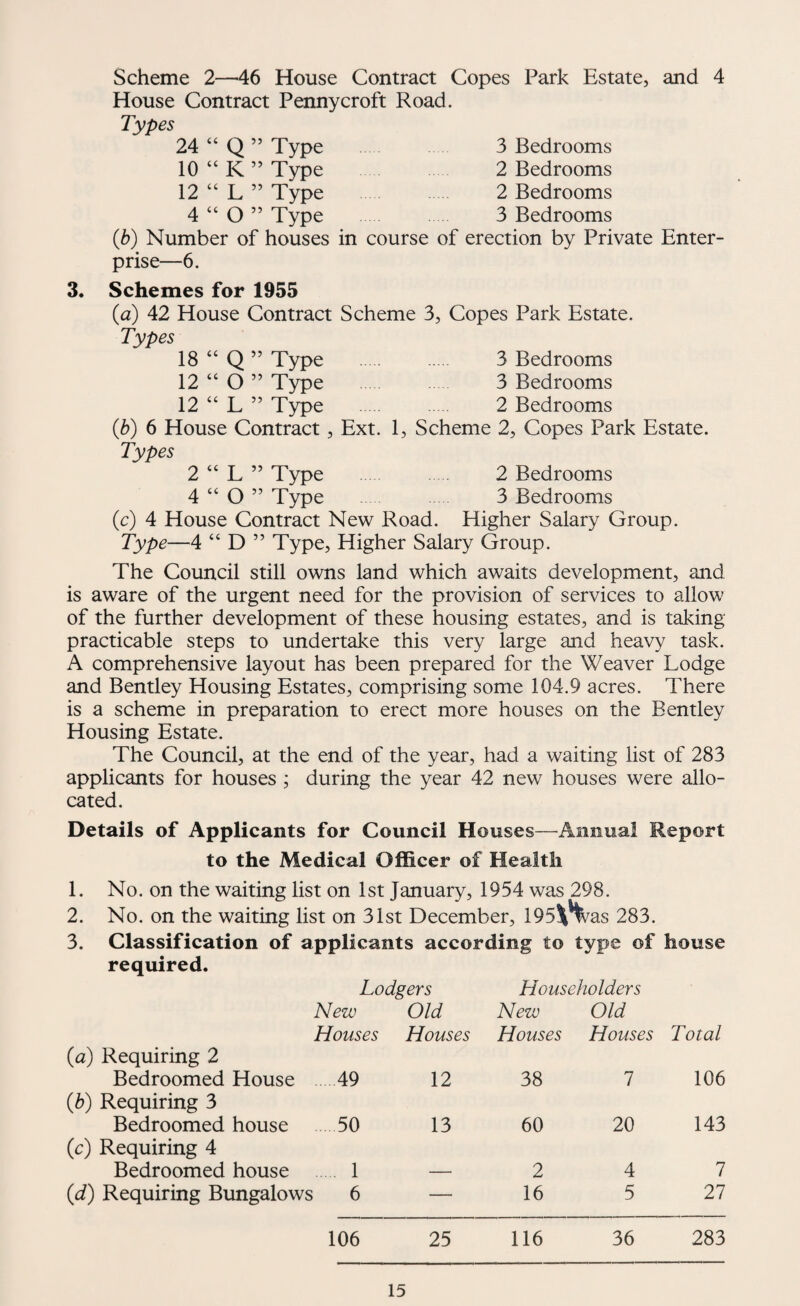 Scheme 2—46 House Contract Copes Park Estate, and 4
House Contract Pennycroft Road.
Types
24 “ Q ” Type ..... ..... 3 Bedrooms
10 “ K ” Type ..... ..... 2 Bedrooms
12 “ L ” Type ..... ..... 2 Bedrooms
4 “ O ” Type ..... ..... 3 Bedrooms
(b) Number of houses in course of erection by Private Enter-
prise—6.
3. Schemes for 1955
(a) 42 House Contract Scheme 3, Copes Park Estate.
Types
18 “ Q ” Type ..... ..... 3 Bedrooms
12 “ O ” Type ..... ..... 3 Bedrooms
12 “ L ” Type ..... ..... 2 Bedrooms
(b) 6 House Contract , Ext. 1, Scheme 2, Copes Park Estate.
Types
2 “ L ” Type ..... ..... 2 Bedrooms
4 “ O ” Type ..... ..... 3 Bedrooms
(c) 4 House Contract New Road. Higher Salary Group.
Type—4 “ D ” Type, Higher Salary Group.
The Council still owns land which awaits development, and
is aware of the urgent need for the provision of services to allow
of the further development of these housing estates, and is taking
practicable steps to undertake this very large and heavy task.
A comprehensive layout has been prepared for the Weaver Lodge
and Bentley Housing Estates, comprising some 104.9 acres. There
is a scheme in preparation to erect more houses on the Bentley
Housing Estate.
The Council, at the end of the year, had a waiting list of 283
applicants for houses ; during the year 42 new houses were allo-
cated.
Details of Applicants for Council Houses—Annual Report
to the Medical Officer of Health
1. No. on the waiting list on 1st January, 1954 was 298.
2. No. on the waiting list on 31st December, was 283.
3. Classification of applicants according to type of house
required.
Lodgers Householders
New Old New Old
Houses Houses Houses Houses Total
(a) Requiring 2
Bedroomed House ..... 49 12 38 7 106
(b) Requiring 3
Bedroomed house ..... 50 13 60 20 143
(c) Requiring 4
Bedroomed house ..... 1 — 2 4 7
(d) Requiring Bungalows 6 — 16 5 27
106 25 116 36 283
15